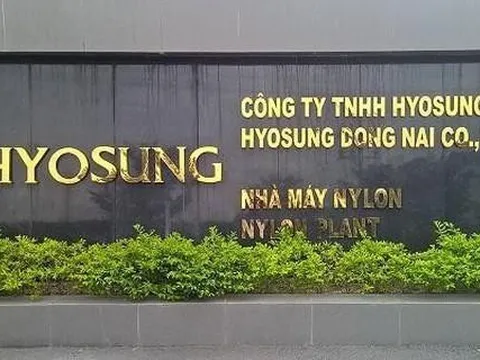 HYOSUNG
CÔNG TY TNHH HYOSUNG
HYOSUNG DONG NAI CO.,
NHÀ MÁY NYLON
NYLON PLANT